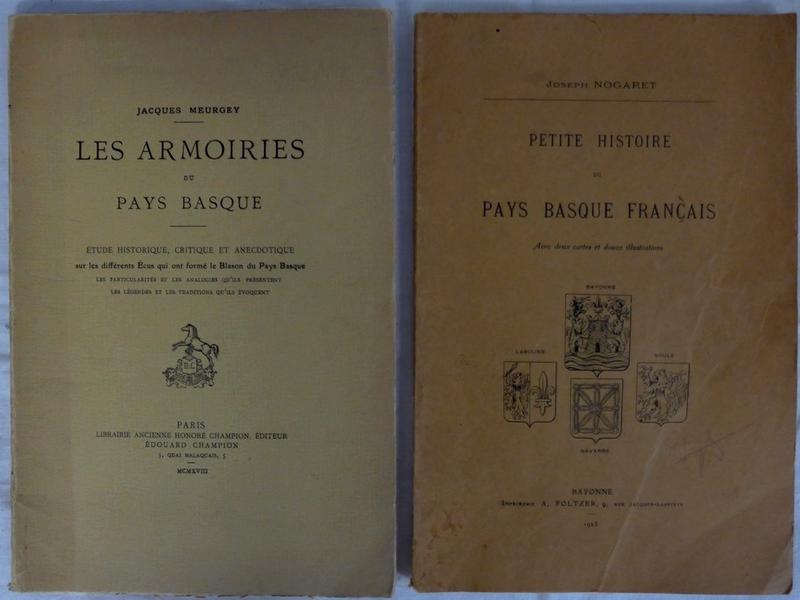 JACQUES MEURGEY
LES ARMOIRIES
DU
PAYS BASQUE
ETUDE HISTORIQUE, CRITIQUE ET ANECDOTIQUE
sur les différents Écus qui ont formé le Blason du Pays Basque
LES PARTICULARITÉS ET LES ANALOGIES QU'ILS PRÉSENTENT
LES LÉGENDES ET LES TRADITIONS QU'ILS ÉVOQUENT
PARIS
LIBRAIRIE ANCIENNE HONORÉ CHAMPION, ÉDITEUR
ÉDOUARD CHAMPION
5, QUAI MALAQUAIS, 5
MCMXVIII
JOSEPH NOGARET
PETITE HISTOIRE
DU
PAYS BASQUE FRANÇAIS
Avec deux cartes et douze illustrations
BAYONNE
LABOURD
SOULE
NAVARRE
BAYONNE
IMPRIMERIE A. FOLTZER, 9, RUE JACQUES-LAFFITTE